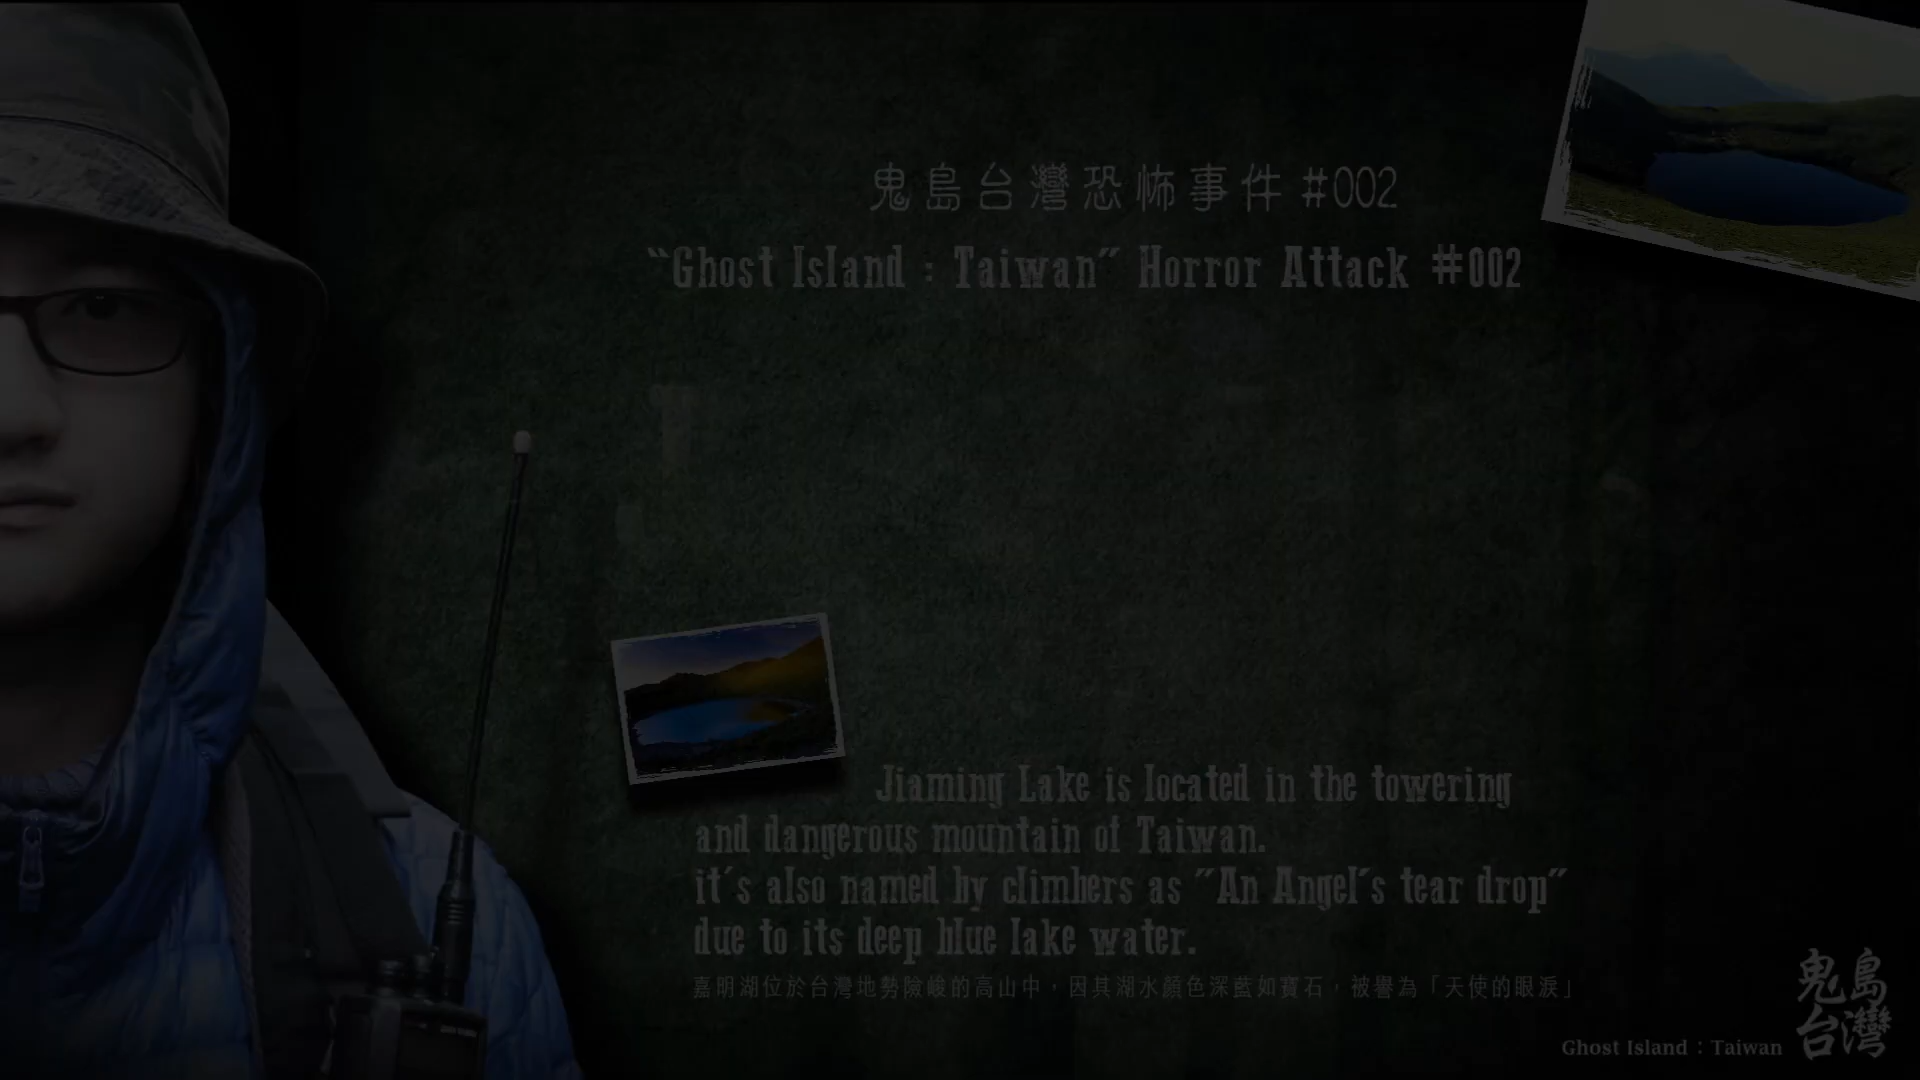 鬼島台灣恐怖事件 #002
“Ghost Island : Taiwan” Horror Attack #002
Jiaming Lake is located in the towering
and dangerous mountain of Taiwan.
it's also named by climbers as "An Angel's tear drop"
due to its deep blue lake water.
嘉明湖位於台灣地勢險峻的高山中，因其湖水顏色深藍如寶石，被譽為「天使的眼淚」
鬼島
台灣
Ghost Island：Taiwan